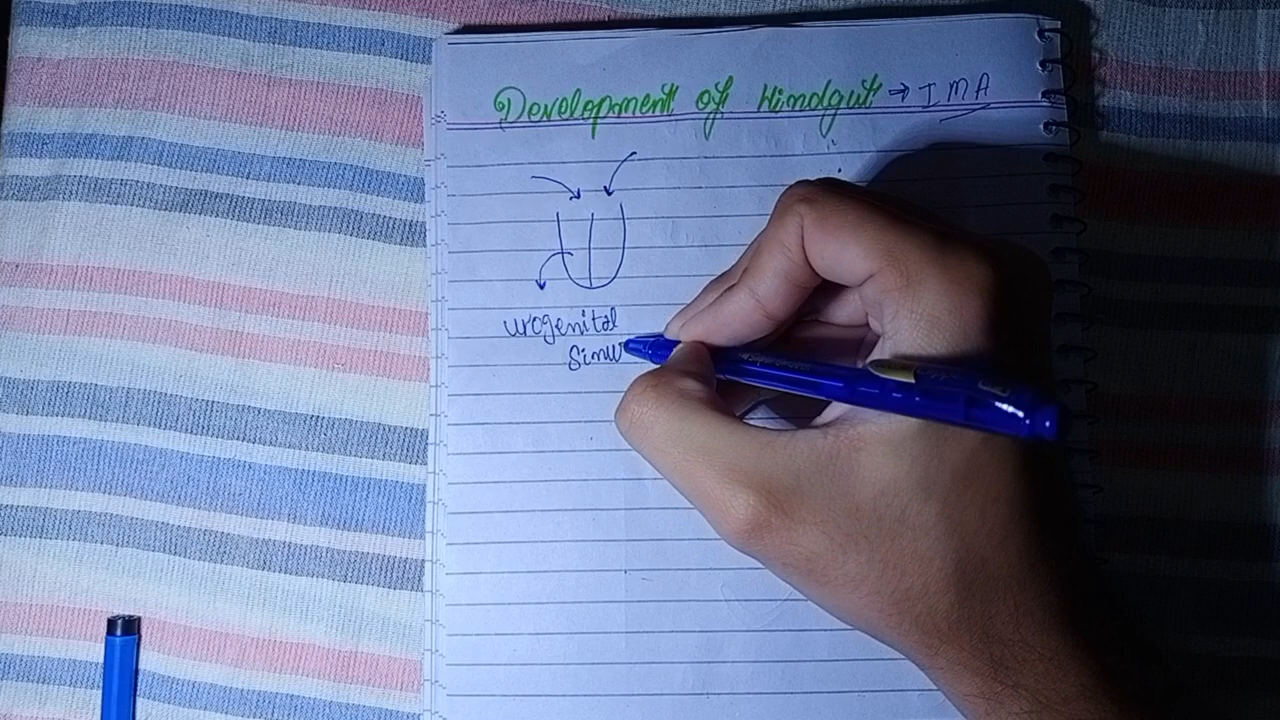 Development of Hindgut → IMA
urogenital
Sinu